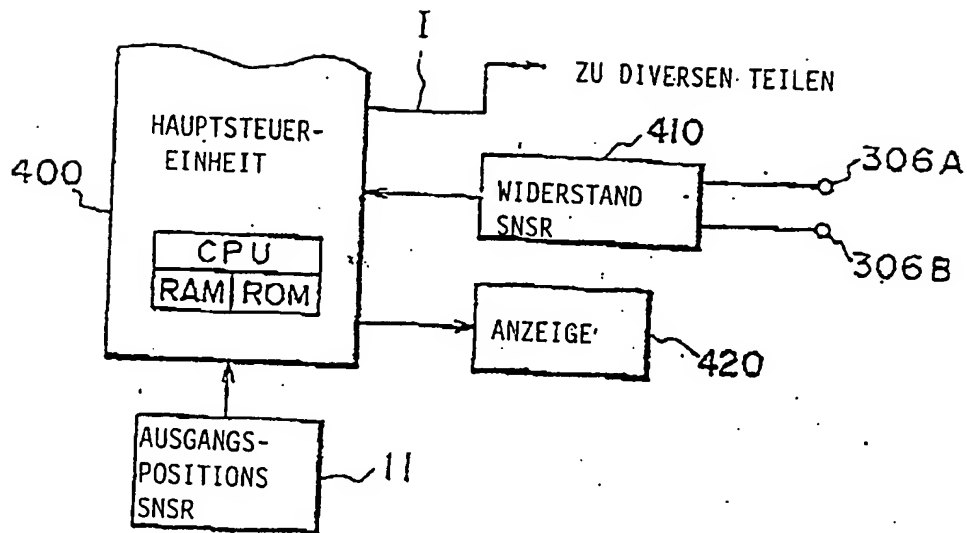 I
ZU DIVERSEN TEILEN
HAUPTSTEUER-
EINHEIT
410
400
WIDERSTAND
SNSR
306A
306B
CPU
RAM ROM
ANZEIGE
420
AUSGANGS-
POSITIONS
SNSR
11